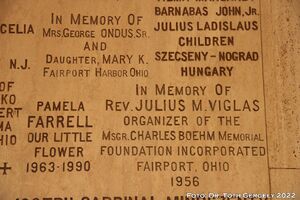 BARNABAS JOHN, JR.
JULIUS LADISLAUS
CHILDREN
SZECSENY-NOGRAD
HUNGARY
CELIA
N.J.
IN MEMORY OF
MRS. GEORGE ONDUS, SR.
AND
DAUGHTER, MARY K.
FAIRPORT HARBOR OHIO
OF
PAMELA
FARRELL
OUR LITTLE
FLOWER
1963-1990
IN MEMORY OF
REV. JULIUS M. VIGLAS
ORGANIZER OF THE
MSGR. CHARLES BOEHM MEMORIAL
FOUNDATION INCORPORATED
FAIRPORT, OHIO
1956
CARDINAL
FOTO: DR. TÓTH GERGELY 2022